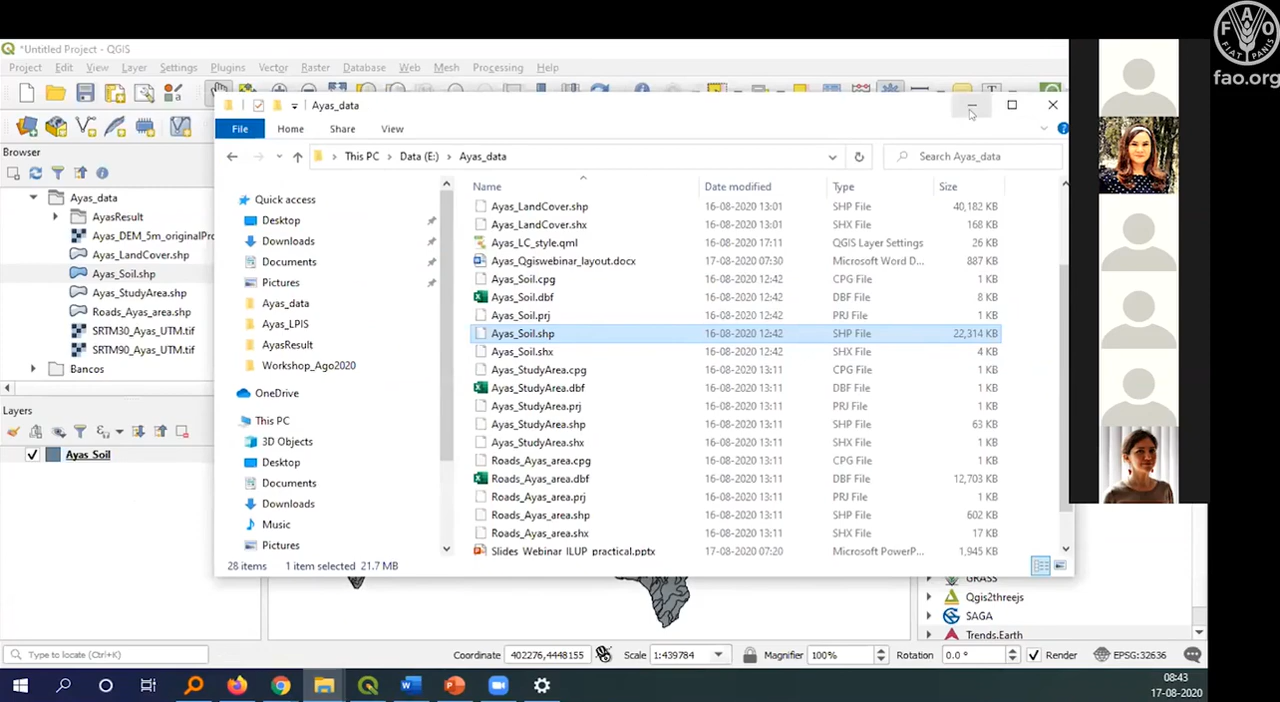 *Untitled Project - QGIS
Project Edit View Layer Settings Plugins Vector Raster Database Web Mesh Processing Help
FAO
FIAT PANIS
fao.org
Ayas_data
File Home Share View
This PC > Data (E:) > Ayas_data
Search Ayas_data
Browser
Ayas_data
AyasResult
Ayas_DEM_5m_originalPro
Ayas_LandCover.shp
Ayas_Soil.shp
Ayas_StudyArea.shp
Roads_Ayas_area.shp
SRTM30_Ayas_UTM.tif
SRTM90_Ayas_UTM.tif
Bancos
Layers
Ayas_Soil
Quick access
Desktop
Downloads
Documents
Pictures
Ayas_data
Ayas_LPIS
AyasResult
Workshop_Ago2020
OneDrive
This PC
3D Objects
Desktop
Documents
Downloads
Music
Pictures
Name Date modified Type Size
Ayas_LandCover.shp 16-08-2020 13:01 SHP File 40,182 KB
Ayas_LandCover.shx 16-08-2020 13:01 SHX File 168 KB
Ayas_LC_style.qml 16-08-2020 17:11 QGIS Layer Settings 26 KB
Ayas_Qgiswebinar_layout.docx 17-08-2020 07:30 Microsoft Word D... 887 KB
Ayas_Soil.cpg 16-08-2020 12:42 CPG File 1 KB
Ayas_Soil.dbf 16-08-2020 12:42 DBF File 8 KB
Ayas_Soil.prj 16-08-2020 12:42 PRJ File 1 KB
Ayas_Soil.shp 16-08-2020 12:42 SHP File 22,314 KB
Ayas_Soil.shx 16-08-2020 12:42 SHX File 4 KB
Ayas_StudyArea.cpg 16-08-2020 13:11 CPG File 1 KB
Ayas_StudyArea.dbf 16-08-2020 13:11 DBF File 1 KB
Ayas_StudyArea.prj 16-08-2020 13:11 PRJ File 1 KB
Ayas_StudyArea.shp 16-08-2020 13:11 SHP File 63 KB
Ayas_StudyArea.shx 16-08-2020 13:11 SHX File 1 KB
Roads_Ayas_area.cpg 16-08-2020 13:11 CPG File 1 KB
Roads_Ayas_area.dbf 16-08-2020 13:11 DBF File 12,703 KB
Roads_Ayas_area.prj 16-08-2020 13:11 PRJ File 1 KB
Roads_Ayas_area.shp 16-08-2020 13:11 SHP File 602 KB
Roads_Ayas_area.shx 16-08-2020 13:11 SHX File 17 KB
Slides_Webinar_ILUP_practical.pptx 17-08-2020 07:20 Microsoft PowerP... 1,945 KB
28 items 1 item selected 21.7 MB
GRASS
Qgis2threejs
SAGA
Trends.Earth
Type to locate (Ctrl+K) Coordinate 402276,4448155 Scale 1:439784 Magnifier 100% Rotation 0.0 ° Render EPSG:32636
08:43
17-08-2020